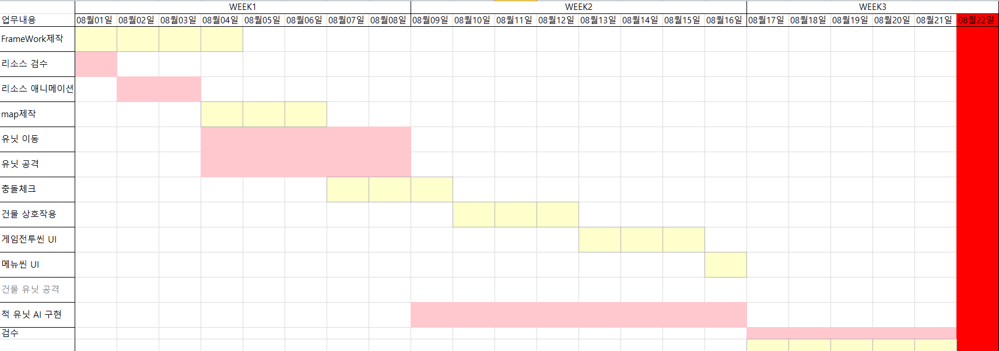 WEEK1 WEEK2 WEEK3
업무내용 08월01일 08월02일 08월03일 08월04일 08월05일 08월06일 08월07일 08월08일 08월09일 08월10일 08월11일 08월12일 08월13일 08월14일 08월15일 08월16일 08월17일 08월18일 08월19일 08월20일 08월21일 08월22일
FrameWork제작
리소스 검수
리소스 애니메이션
map제작
유닛 이동
유닛 공격
충돌체크
건물 상호작용
게임전투씬 UI
메뉴씬 UI
건물 유닛 공격
적 유닛 AI 구현
검수